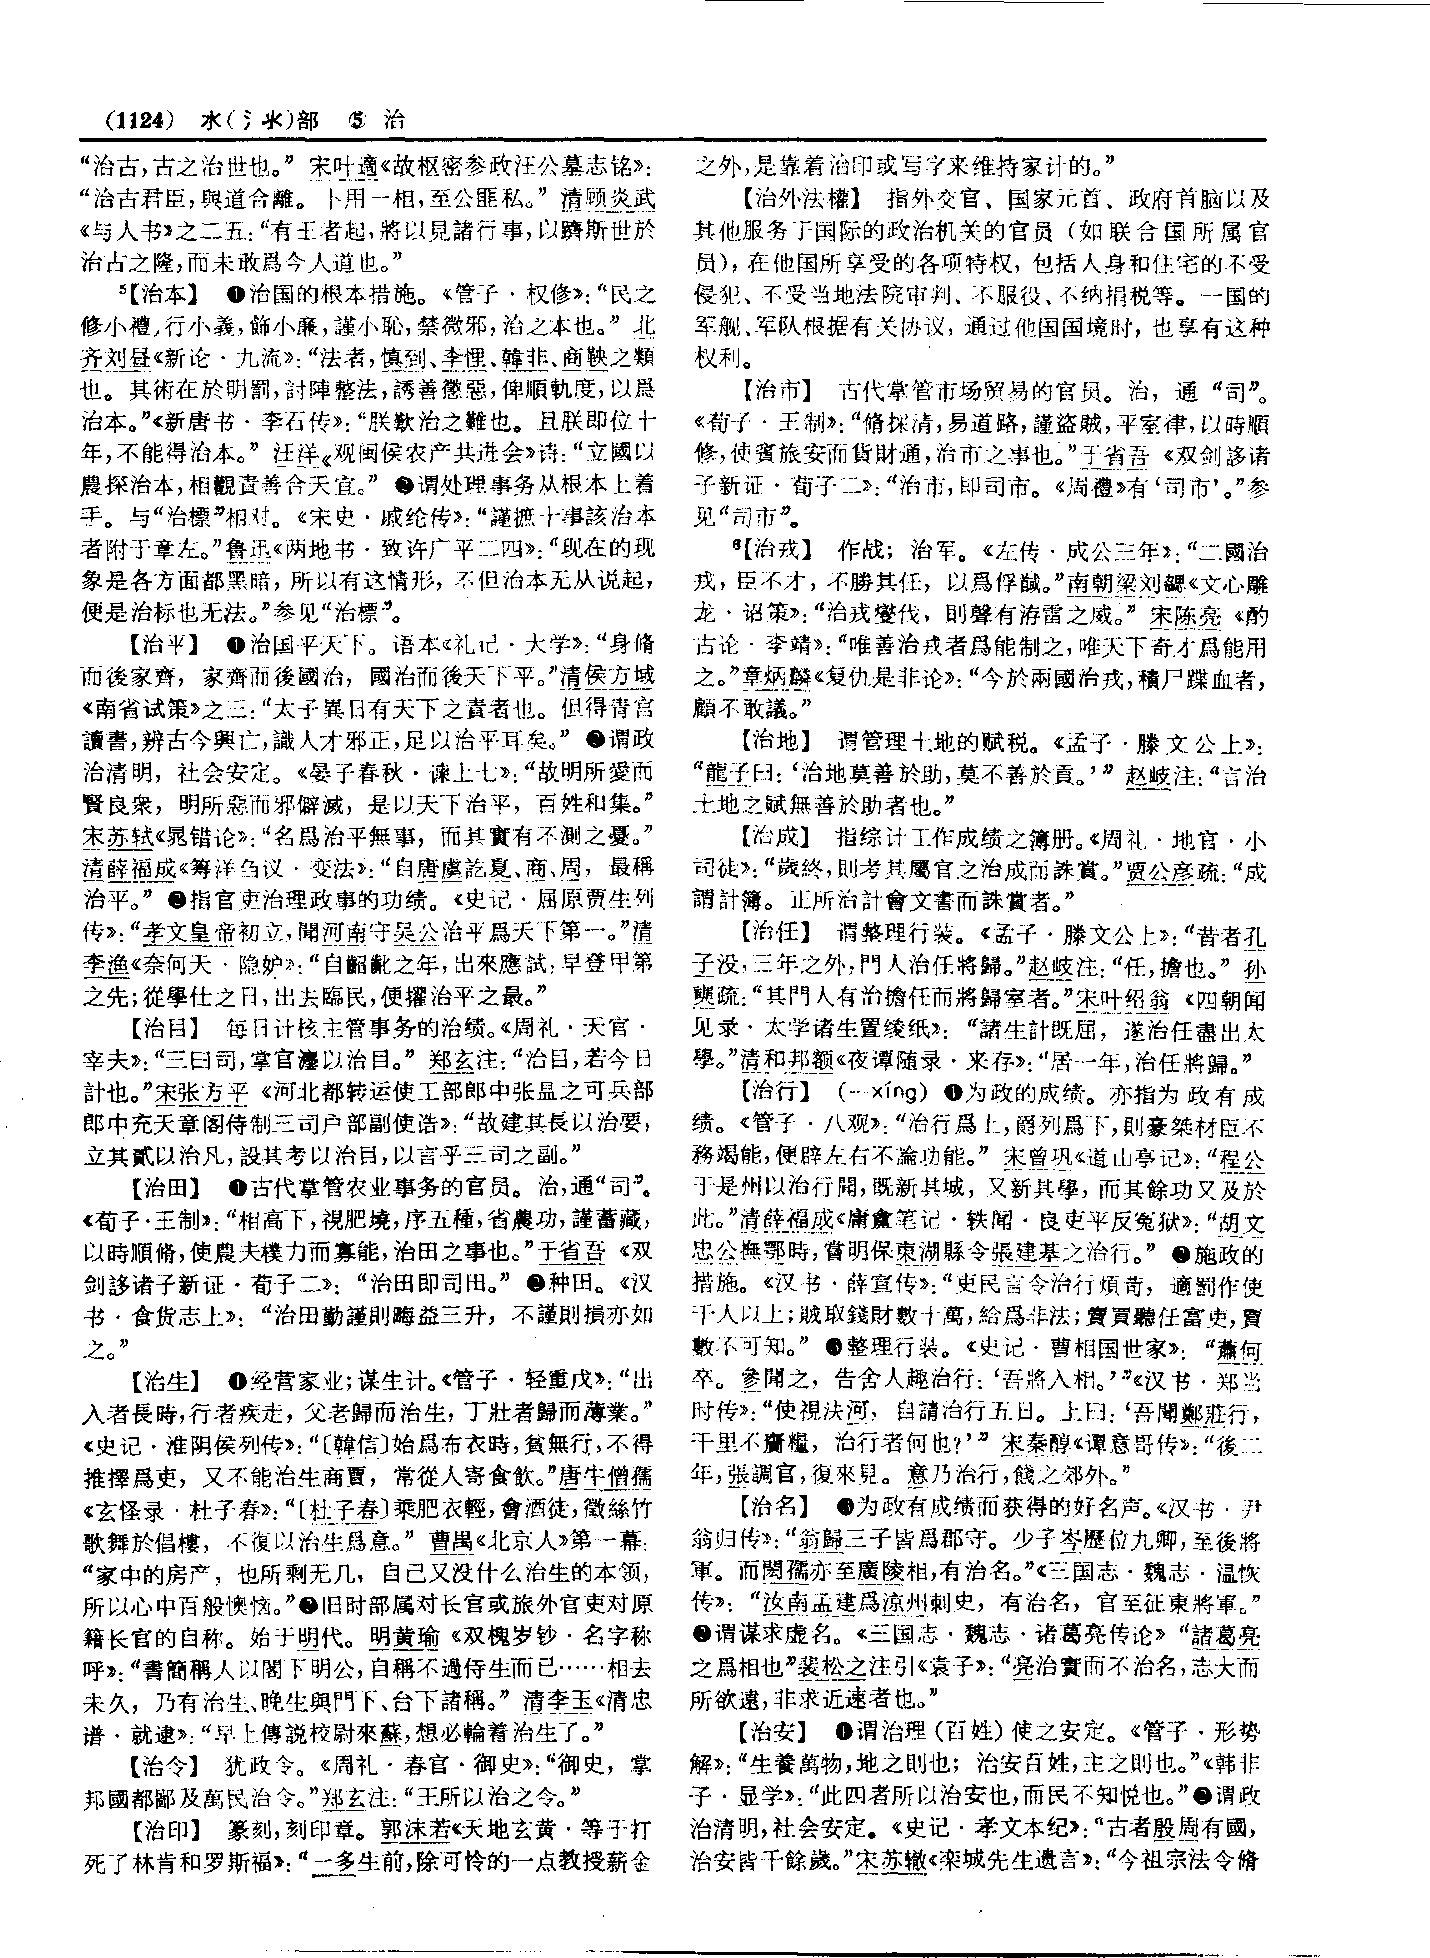 (1124) 水(氵氺)部 ⑤ 治
“治古，古之治世也。” 宋叶適《故枢密参政汪公墓志铭》：
“治古君臣，與道合離。 卜用一相，至公匪私。” 清顾炎武
《与人书》之二五：“有王者起，將以見諸行事，以躋斯世於
治古之隆，而未敢爲今人道也。”
⁵【治本】 ❶治国的根本措施。《管子·权修》：“民之
修小禮，行小義，飾小廉，謹小恥，禁微邪，治之本也。” 北
齐刘昼《新论·九流》：“法者，慎到、李悝、韓非、商鞅之類
也。其術在於明罰，討陣整法，誘善懲惡，俾順軌度，以爲
治本。”《新唐书·李石传》：“朕歎治之難也。且朕即位十
年，不能得治本。” 汪洋《观闽侯农产共进会》诗：“立國以
農探治本，相觀責善合天宜。” ❷谓处理事务从根本上着
手。与“治標”相对。《宋史·戚纶传》：“謹摭十事該治本
者附于章左。”鲁迅《两地书·致许广平二四》：“现在的现
象是各方面都黑暗，所以有这情形，不但治本无从说起，
便是治标也无法。”参见“治標”。
【治平】 ❶治国平天下。语本《礼记·大学》：“身脩
而後家齊，家齊而後國治，國治而後天下平。”清侯方域
《南省试策》之三：“太子異日有天下之責者也。但得青宮
讀書，辨古今興亡，識人才邪正，足以治平耳矣。” ❷谓政
治清明，社会安定。《晏子春秋·谏上七》：“故明所愛而
賢良衆，明所惡而邪僻滅，是以天下治平，百姓和集。”
宋苏轼《晁错论》：“名爲治平無事，而其實有不測之憂。”
清薛福成《筹洋刍议·变法》：“自唐虞訖夏、商、周，最稱
治平。” ❸指官吏治理政事的功绩。《史记·屈原贾生列
传》：“孝文皇帝初立，聞河南守吴公治平爲天下第一。”清
李渔《奈何天·隐妒》：“自齠齔之年，出來應試，早登甲第
之先；從學仕之日，出去臨民，便擢治平之最。”
【治目】 每日计核主管事务的治绩。《周礼·天官·
宰夫》：“三曰司，掌官灋以治目。” 郑玄注：“治目，若今日
計也。”宋张方平《河北都转运使工部郎中张昷之可兵部
郎中充天章阁侍制三司户部副使诰》：“故建其長以治要，
立其貳以治凡，設其考以治目，以言乎三司之副。”
【治田】 ❶古代掌管农业事务的官员。治，通“司”。
《荀子·王制》：“相高下，視肥墝，序五種，省農功，謹蓄藏，
以時順脩，使農夫樸力而寡能，治田之事也。”于省吾《双
剑誃诸子新证·荀子二》：“治田即司田。” ❷种田。《汉
书·食货志上》：“治田勤謹則畮益三升，不謹則損亦如
之。”
【治生】 ❶经营家业；谋生计。《管子·轻重戊》：“出
入者長時，行者疾走，父老歸而治生，丁壯者歸而薄業。”
《史记·淮阴侯列传》：“〔韓信〕始爲布衣時，貧無行，不得
推擇爲吏，又不能治生商賈，常從人寄食飲。”唐牛僧孺
《玄怪录·杜子春》：“〔杜子春〕乘肥衣輕，會酒徒，徵絲竹
歌舞於倡樓，不復以治生爲意。” 曹禺《北京人》第一幕：
“家中的房产，也所剩无几，自己又没什么治生的本领，
所以心中百般懊恼。”❷旧时部属对长官或旅外官吏对原
籍长官的自称。始于明代。明黄瑜《双槐岁钞·名字称
呼》：“書簡稱人以閣下明公，自稱不過侍生而已……相去
未久，乃有治生、晚生與門下、台下諸稱。” 清李玉《清忠
谱·就逮》：“早上傳説校尉來蘇，想必輪着治生了。”
【治令】 犹政令。《周礼·春官·御史》：“御史，掌
邦國都鄙及萬民治令。”郑玄注：“王所以治之令。”
【治印】 篆刻，刻印章。郭沫若《天地玄黄·等于打
死了林肯和罗斯福》：“一多生前，除可怜的一点教授薪金
之外，是靠着治印或写字来维持家计的。”
【治外法權】 指外交官、国家元首、政府首脑以及
其他服务于国际的政治机关的官员（如联合国所属官
员），在他国所享受的各项特权，包括人身和住宅的不受
侵犯、不受当地法院审判、不服役、不纳捐税等。一国的
军舰、军队根据有关协议，通过他国国境时，也享有这种
权利。
【治市】 古代掌管市场贸易的官员。治，通“司”。
《荀子·王制》：“脩採清，易道路，謹盜賊，平室律，以時順
修，使賓旅安而貨財通，治市之事也。”于省吾《双剑誃诸
子新证·荀子二》：“治市，即司市。《周禮》有‘司市’。”参
见“司市”。
⁶【治戎】 作战；治军。《左传·成公三年》：“二國治
戎，臣不才，不勝其任，以爲俘馘。”南朝梁刘勰《文心雕
龙·诏策》：“治戎燮伐，則聲有洊雷之威。” 宋陈亮《酌
古论·李靖》：“唯善治戎者爲能制之，唯天下奇才爲能用
之。”章炳麟《复仇是非论》：“今於兩國治戎，積尸蹀血者，
顧不敢議。”
【治地】 谓管理土地的赋税。《孟子·滕文公上》：
“龍子曰：‘治地莫善於助，莫不善於貢。’” 赵岐注：“言治
土地之賦無善於助者也。”
【治成】 指综计工作成绩之簿册。《周礼·地官·小
司徒》：“歲終，則考其屬官之治成而誅賞。”贾公彦疏：“成
謂計簿。正所治計會文書而誅賞者。”
【治任】 谓整理行装。《孟子·滕文公上》：“昔者孔
子没，三年之外，門人治任將歸。”赵岐注：“任，擔也。” 孙
奭疏：“其門人有治擔任而將歸室者。”宋叶绍翁《四朝闻
见录·太学诸生置绫纸》：“諸生計既屈，遂治任盡出太
學。”清和邦额《夜谭随录·来存》：“居一年，治任將歸。”
【治行】 (－xíng) ❶为政的成绩。亦指为政有成
绩。《管子·八观》：“治行爲上，爵列爲下，則豪桀材臣不
務竭能，便辟左右不論功能。” 宋曾巩《道山亭记》：“程公
于是州以治行聞，既新其城，又新其學，而其餘功又及於
此。”清薛福成《庸盦笔记·轶闻·良吏平反冤狱》：“胡文
忠公撫鄂時，嘗明保東湖縣令張建基之治行。” ❷施政的
措施。《汉书·薛宣传》：“吏民言令治行煩苛，適罰作使
千人以上；賊取錢財數十萬，給爲非法；賣買聽任富吏，賈
數不可知。” ❸整理行装。《史记·曹相国世家》：“蕭何
卒。參聞之，告舍人趣治行：‘吾將入相。’”《汉书·郑当
时传》：“使視決河，自請治行五日。上曰：‘吾聞鄭莊行，
千里不齎糧，治行者何也？’” 宋秦醇《谭意哥传》：“後二
年，張調官，復來見。意乃治行，餞之郊外。”
【治名】 ❶为政有成绩而获得的好名声。《汉书·尹
翁归传》：“翁歸三子皆爲郡守。少子岑歷位九卿，至後將
軍。而閎孺亦至廣陵相，有治名。”《三国志·魏志·温恢
传》：“汝南孟建爲涼州刺史，有治名，官至征東將軍。”
❷谓谋求虚名。《三国志·魏志·诸葛亮传论》“諸葛亮
之爲相也”裴松之注引《袁子》：“亮治實而不治名，志大而
所欲遠，非求近速者也。”
【治安】 ❶谓治理（百姓）使之安定。《管子·形势
解》：“生養萬物，地之則也；治安百姓，主之則也。”《韩非
子·显学》：“此四者所以治安也，而民不知悦也。”❷谓政
治清明，社会安定。《史记·孝文本纪》：“古者殷周有國，
治安皆千餘歲。”宋苏辙《栾城先生遗言》：“今祖宗法令脩